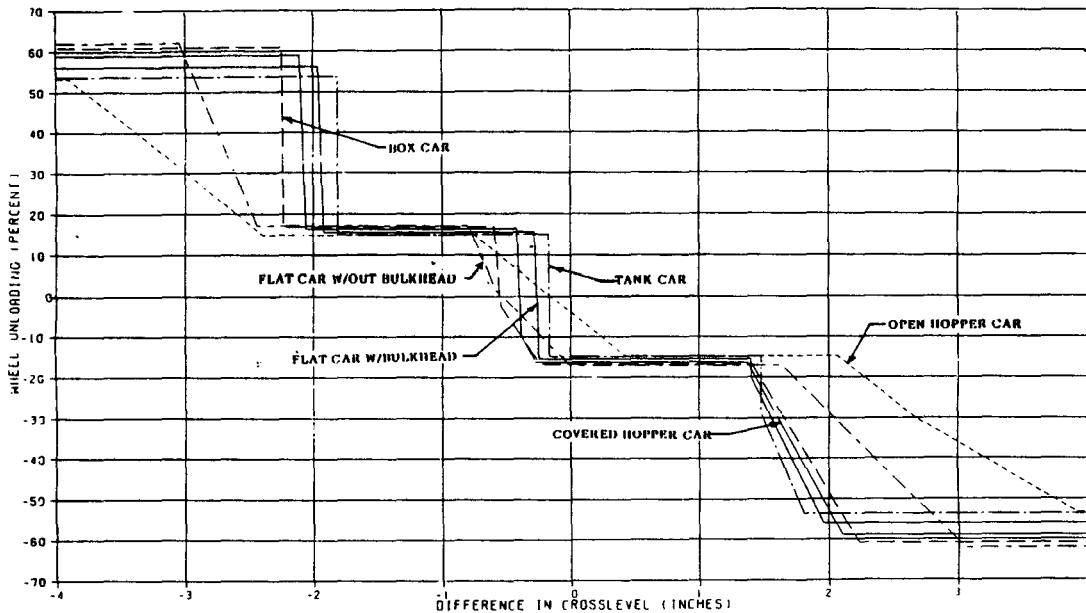 70
60
50
40
30
20
10
0
-10
-20
-30
-40
-50
-60
-70
WHEEL UNLOADING (PERCENT)
BOX CAR
FLAT CAR W/OUT BULKHEAD
TANK CAR
FLAT CAR W/BULKHEAD
OPEN HOPPER CAR
COVERED HOPPER CAR
-4 -3 -2 -1 0 1 2 3
DIFFERENCE IN CROSSLEVEL (INCHES)